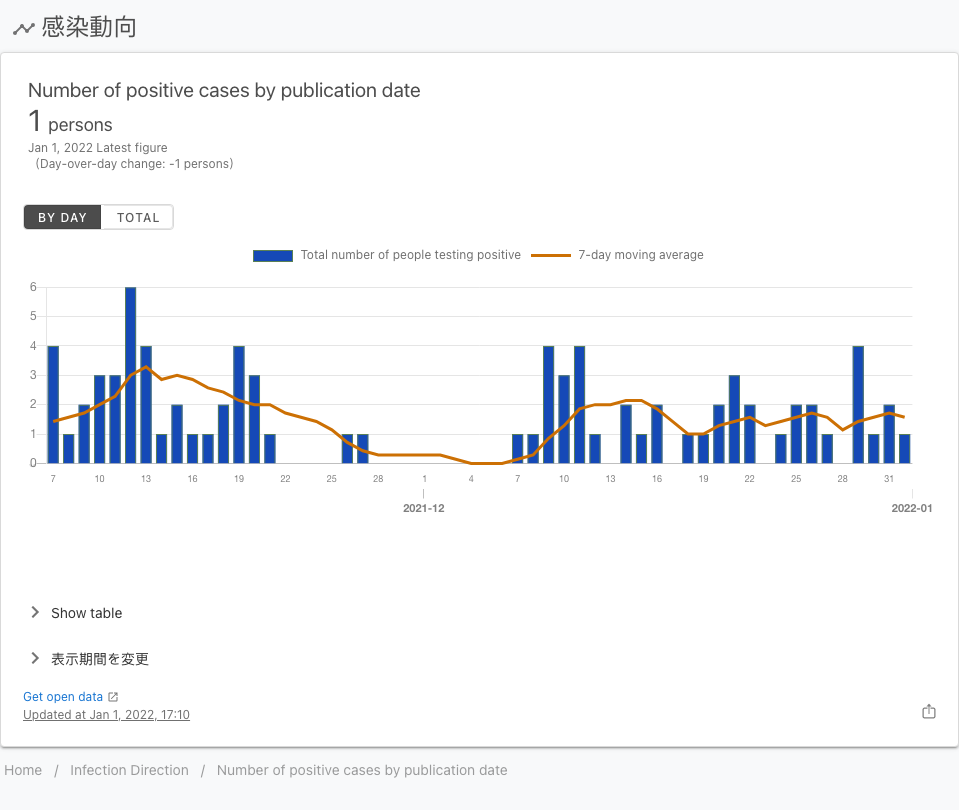 感染動向
Number of positive cases by publication date
1 persons
Jan 1, 2022 Latest figure
(Day-over-day change: -1 persons)
BY DAY TOTAL
Total number of people testing positive 7-day moving average
6
5
4
3
2
1
0
7 10 13 16 19 22 25 28 1 4 7 10 13 16 19 22 25 28 31
2021-12 2022-01
Show table
表示期間を変更
Get open data
Updated at Jan 1, 2022, 17:10
Home / Infection Direction / Number of positive cases by publication date